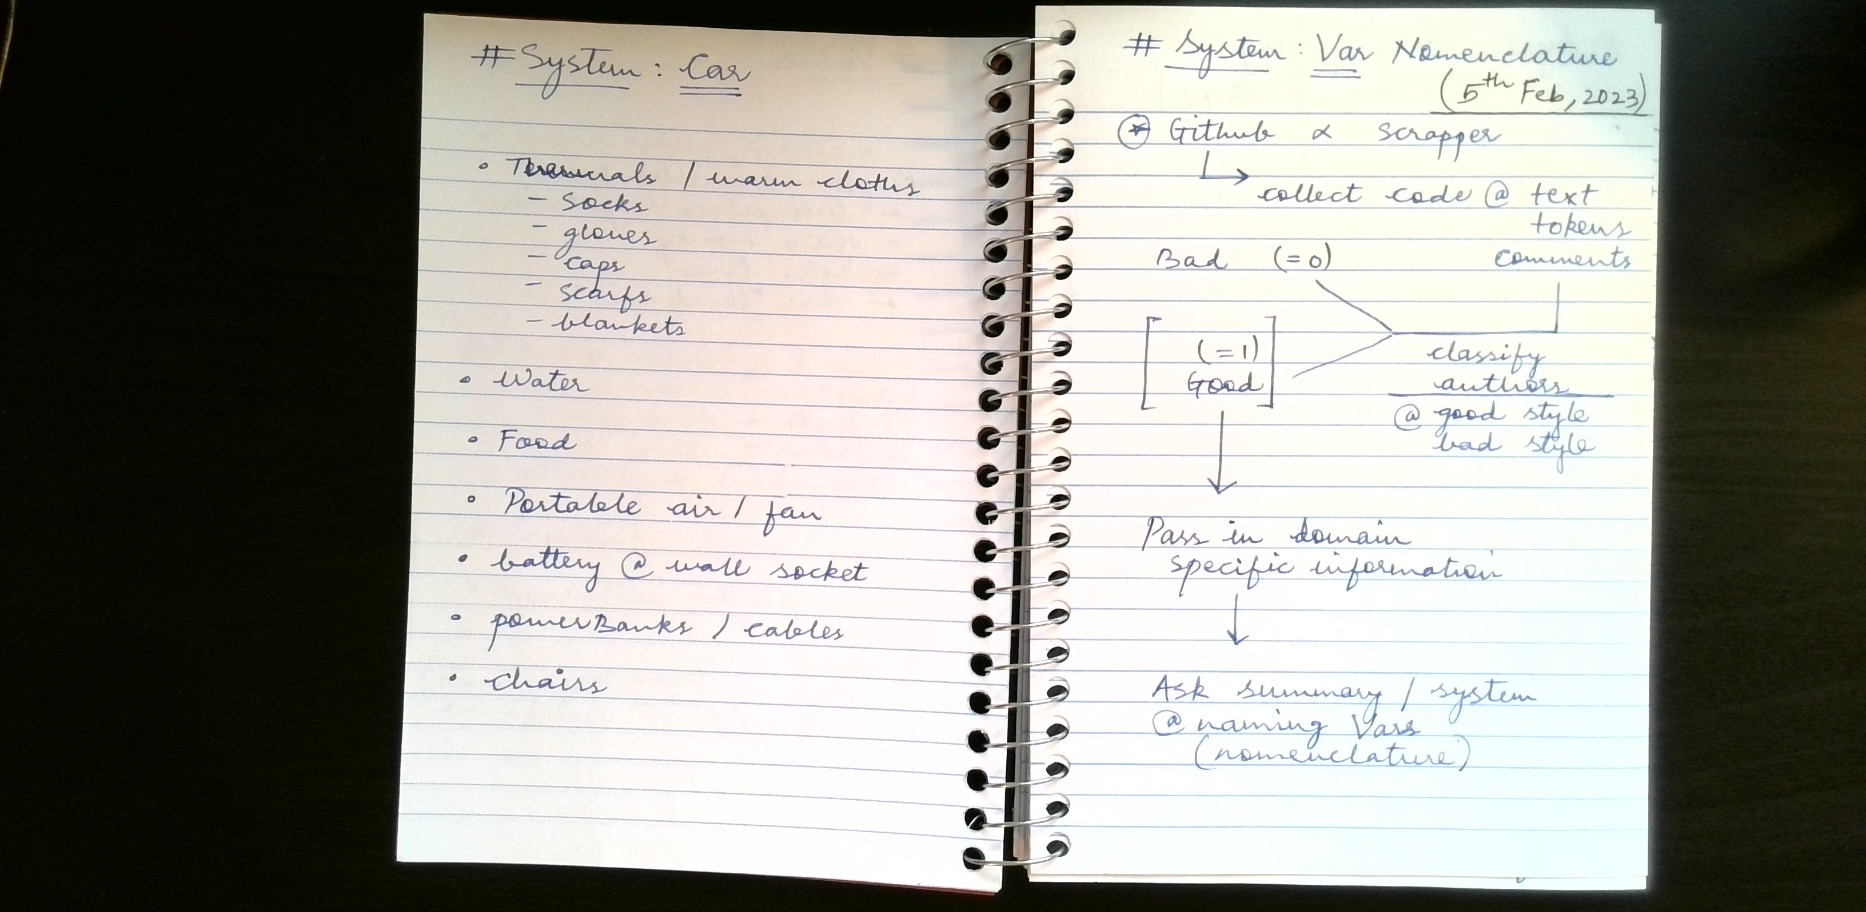 # System : Car
• / warm cloths
- Socks
- gloves
- caps
- scarfs
- blankets
• Water
• Food
• Portable air / fan
• battery @ wall socket
• powerBanks / cables
• chairs
# System : Var Nomenclature
(5th Feb, 2023)
Github ∝ scrapper
collect code @ text
tokens
comments
Bad (=0)
(=1)
Good
classify
authors
@ good style
bad style
Pass in domain
specific information
Ask summary / system
@ naming Vars
(nomenclature)